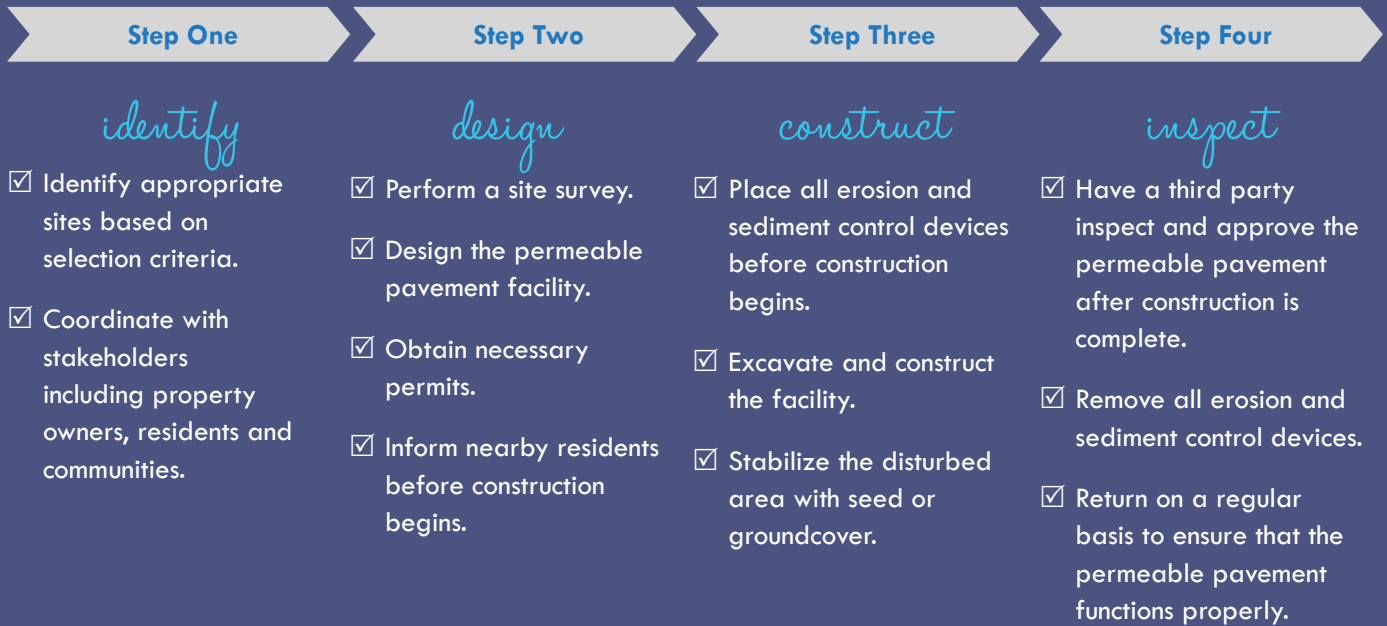 Step One
Step Two
Step Three
Step Four
identify
☑ Identify appropriate
sites based on
selection criteria.
☑ Coordinate with
stakeholders
including property
owners, residents and
communities.
design
☑ Perform a site survey.
☑ Design the permeable
pavement facility.
☑ Obtain necessary
permits.
☑ Inform nearby residents
before construction
begins.
construct
☑ Place all erosion and
sediment control devices
before construction
begins.
☑ Excavate and construct
the facility.
☑ Stabilize the disturbed
area with seed or
groundcover.
inspect
☑ Have a third party
inspect and approve the
permeable pavement
after construction is
complete.
☑ Remove all erosion and
sediment control devices.
☑ Return on a regular
basis to ensure that the
permeable pavement
functions properly.